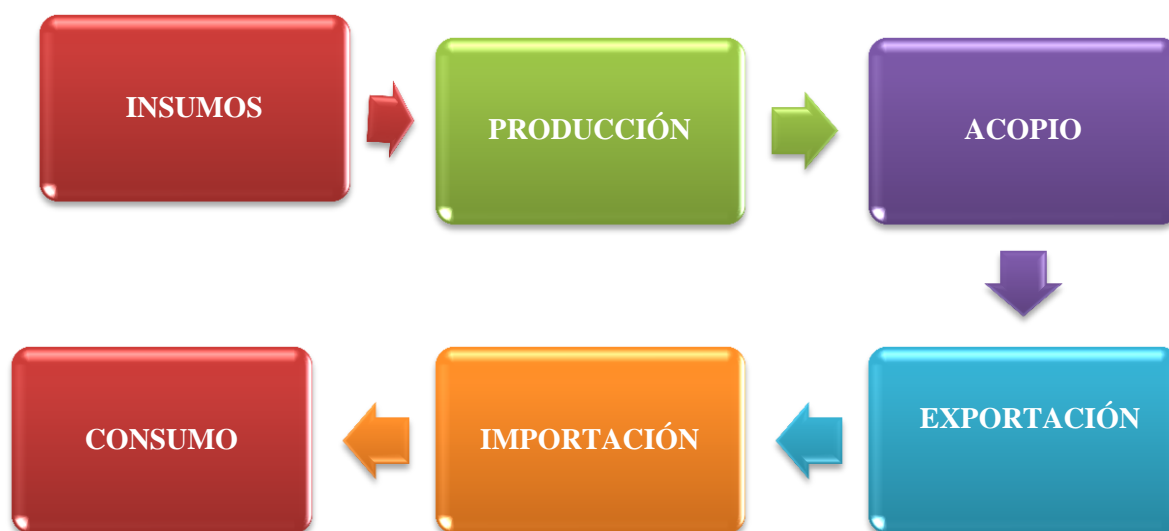 INSUMOS
PRODUCCIÓN
ACOPIO
EXPORTACIÓN
IMPORTACIÓN
CONSUMO